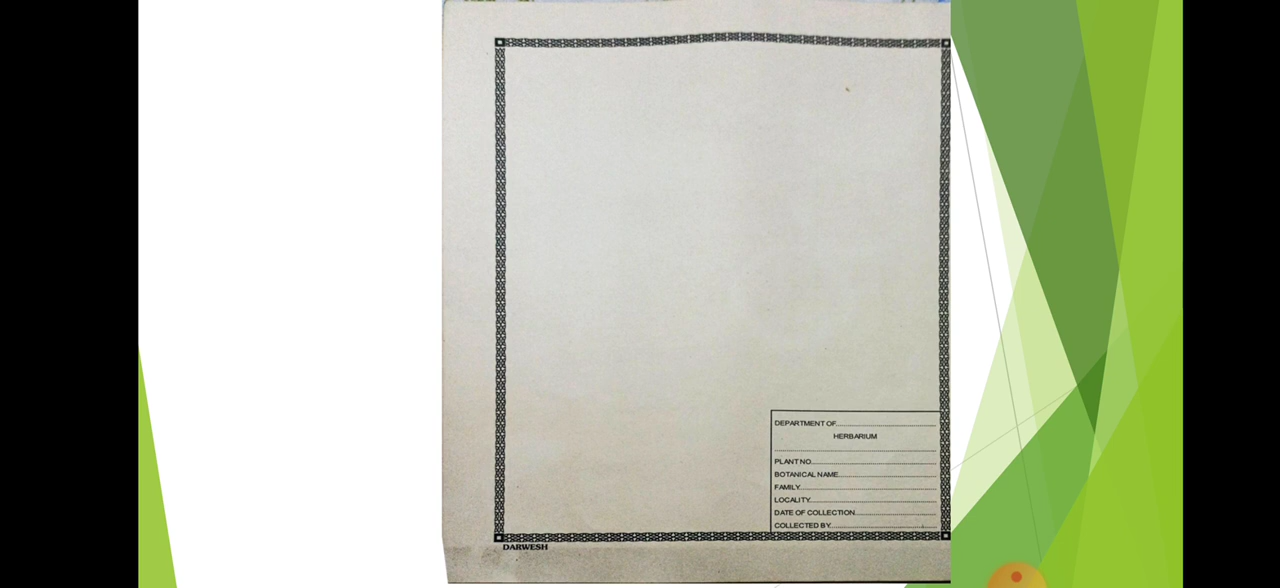 DEPARTMENT OF
HERBARIUM
PLANT NO
BOTANICAL NAME
FAMILY
LOCALITY
DATE OF COLLECTION
COLLECTED BY
DARWESH